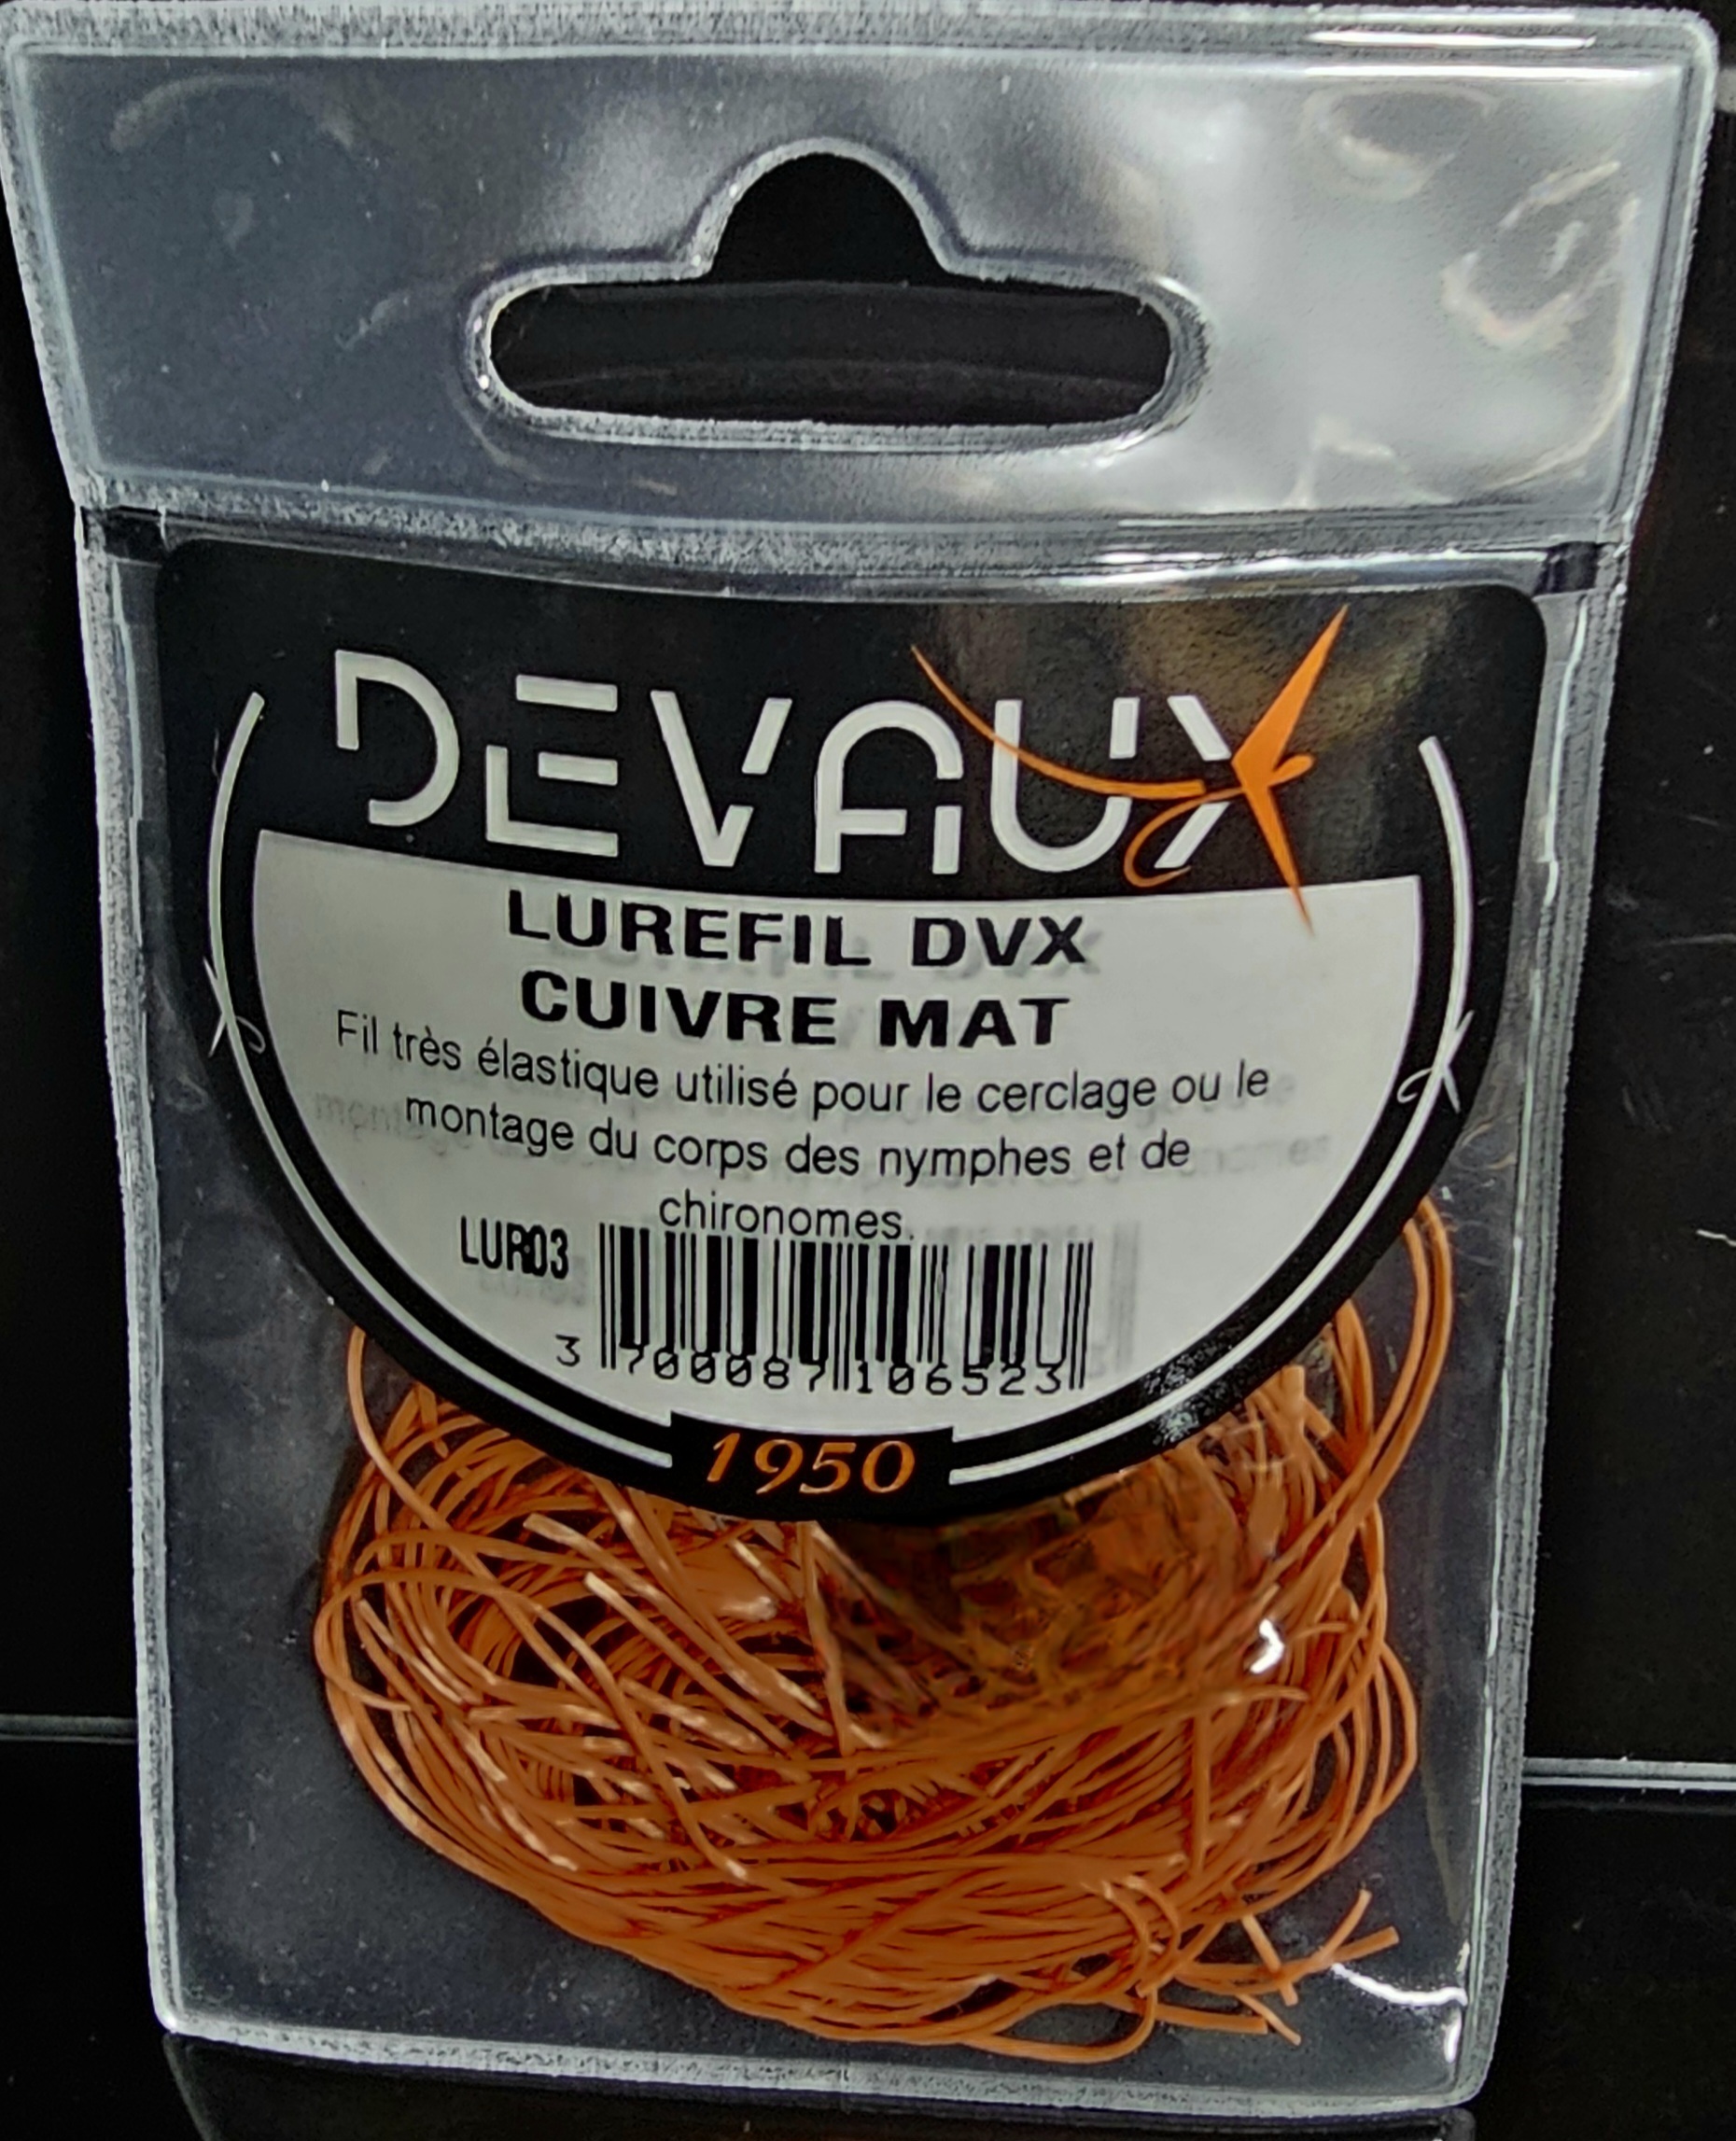 DEVAUX
LUREFIL DVX
CUIVRE MAT
Fil très élastique utilisé pour le cerclage ou le
montage du corps des nymphes et de
chironomes.
LUR03
3 700087 106523
1950